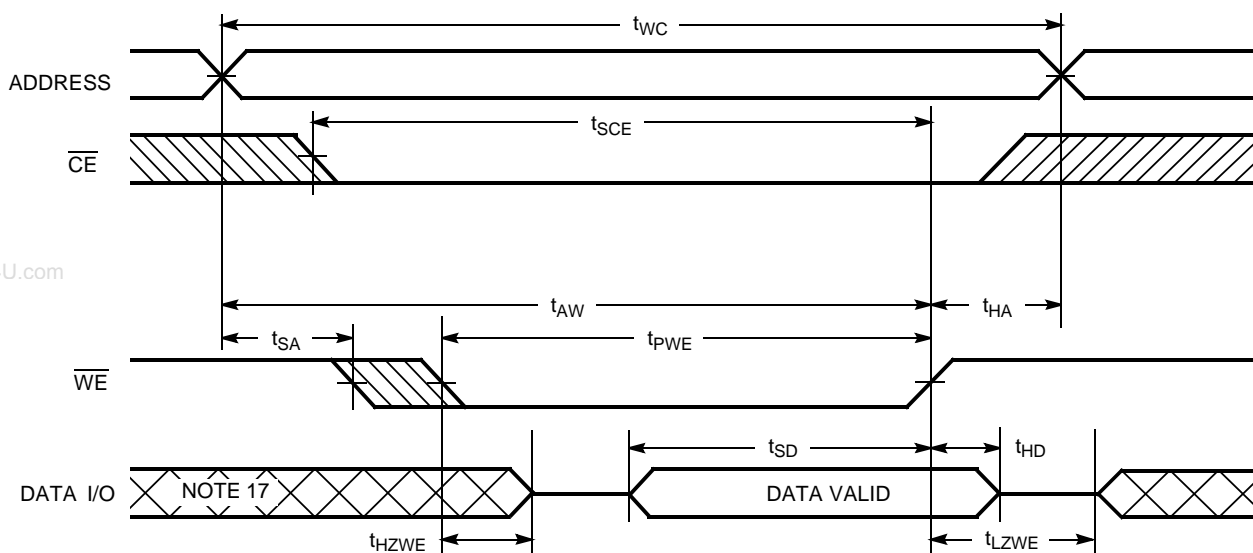 tWC
ADDRESS
tSCE
CE
U.com
tAW
tHA
tSA
tPWE
WE
tSD
tHD
DATA I/O
NOTE 17
DATA VALID
tHZWE
tLZWE